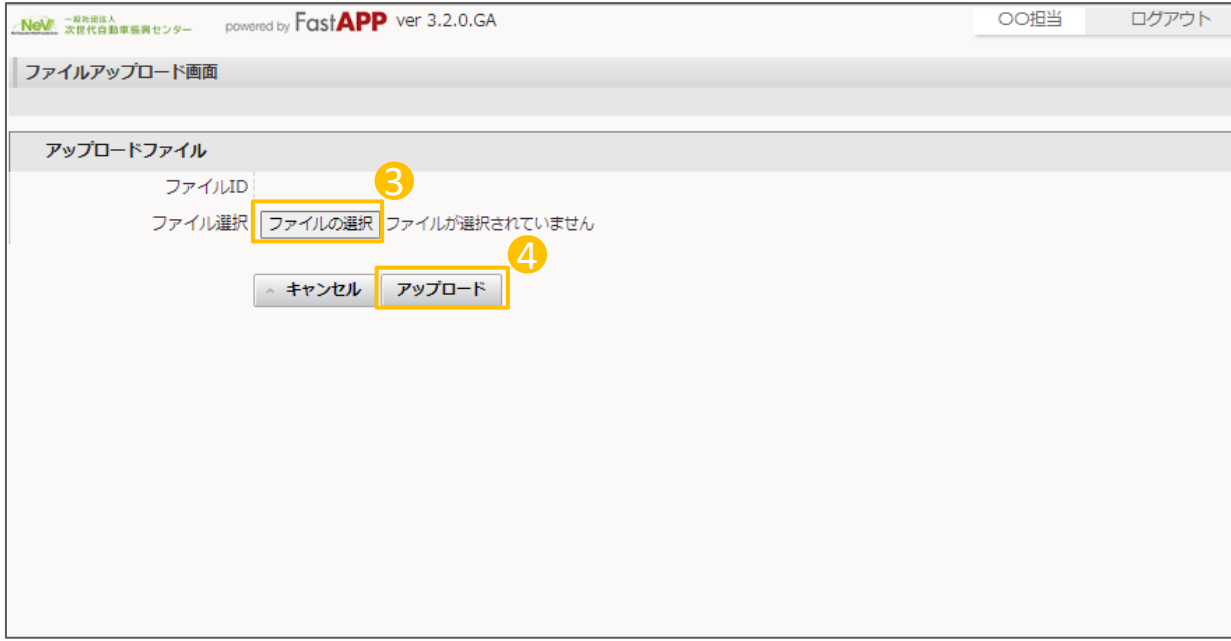 NeV 一般社団法人 次世代自動車振興センター powered by FastAPP ver 3.2.0.GA 〇〇担当 ログアウト
ファイルアップロード画面
アップロードファイル
ファイルID
3
ファイル選択 ファイルの選択 ファイルが選択されていません
4
キャンセル アップロード